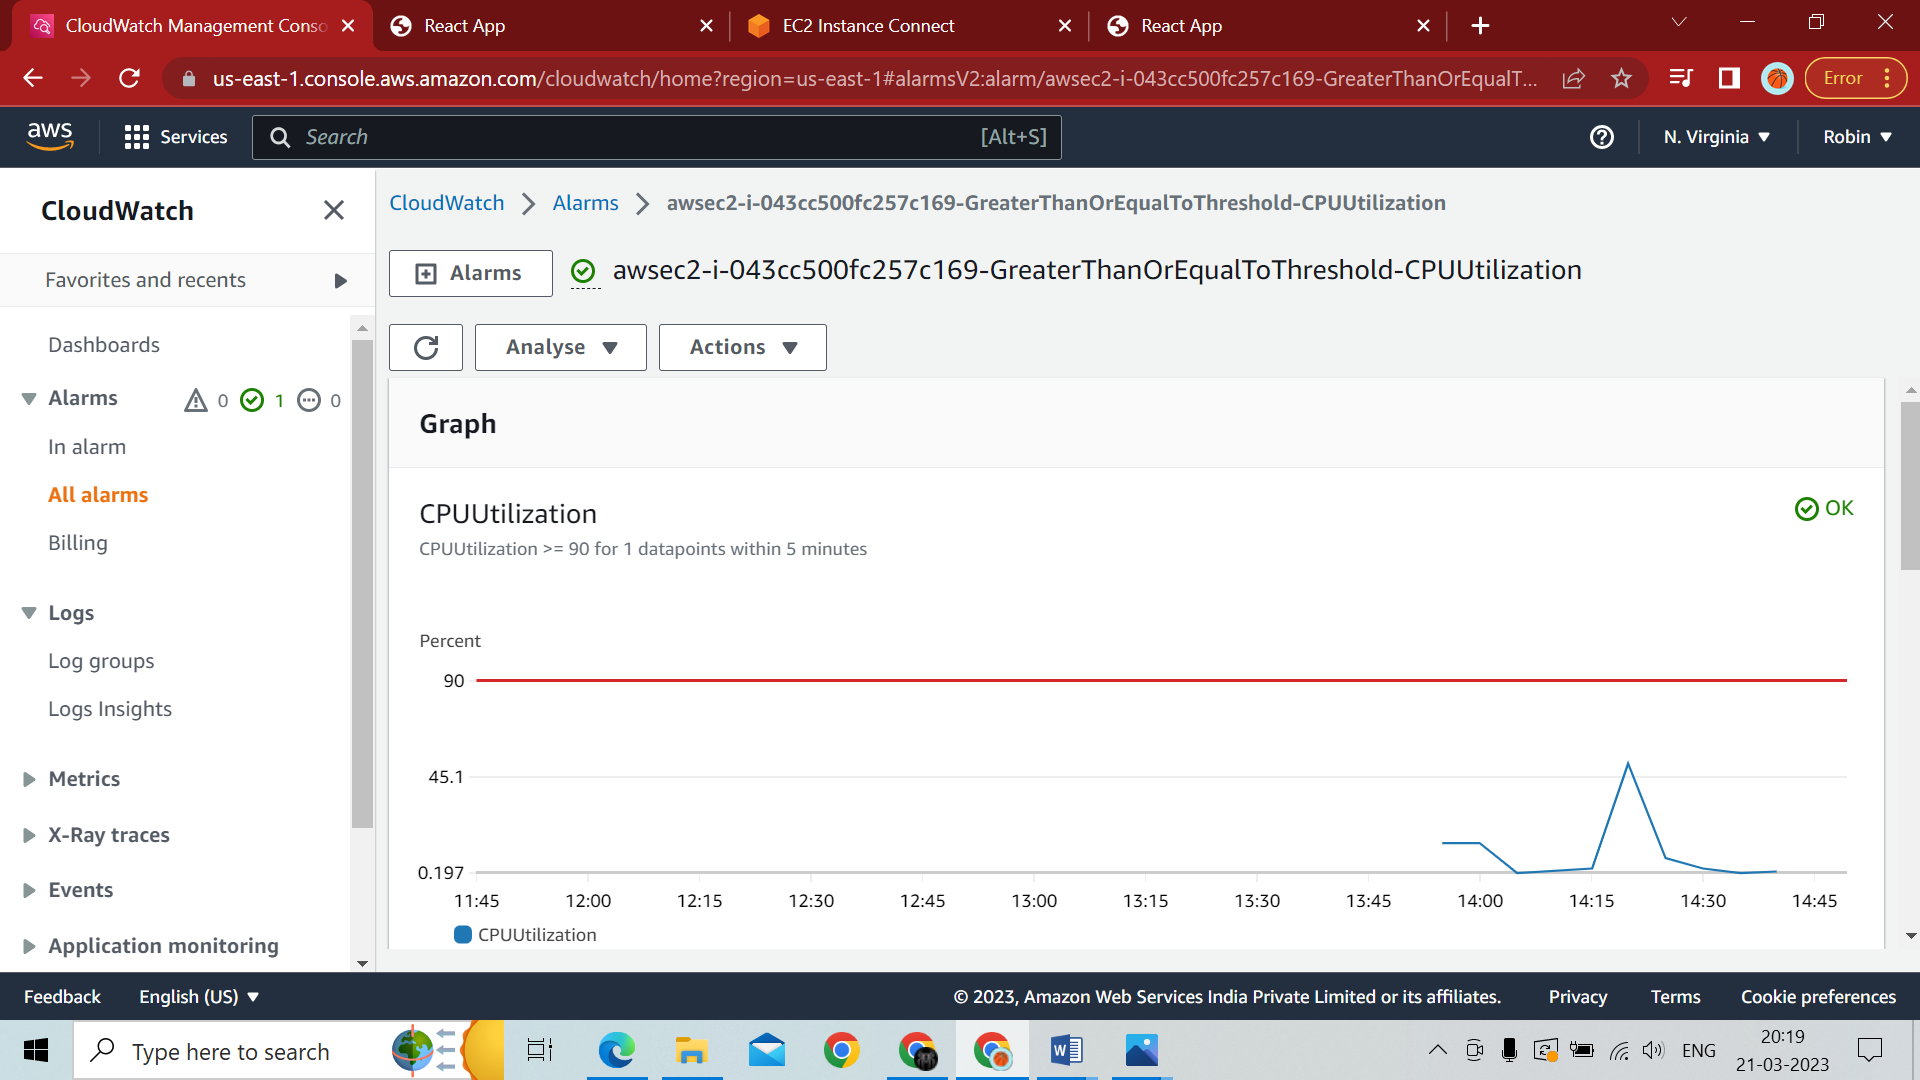 CloudWatch Management Conso
React App
EC2 Instance Connect
React App
us-east-1.console.aws.amazon.com/cloudwatch/home?region=us-east-1#alarmsV2:alarm/awsec2-i-043cc500fc257c169-GreaterThanOrEqualT...
Error
aws
Services
Search
[Alt+S]
N. Virginia
Robin
CloudWatch
Favorites and recents
Dashboards
Alarms 0 1 0
In alarm
All alarms
Billing
Logs
Log groups
Logs Insights
Metrics
X-Ray traces
Events
Application monitoring
CloudWatch
Alarms
awsec2-i-043cc500fc257c169-GreaterThanOrEqualToThreshold-CPUUtilization
Alarms
awsec2-i-043cc500fc257c169-GreaterThanOrEqualToThreshold-CPUUtilization
Analyse
Actions
Graph
CPUUtilization
OK
CPUUtilization >= 90 for 1 datapoints within 5 minutes
Percent
90
45.1
0.197
11:45 12:00 12:15 12:30 12:45 13:00 13:15 13:30 13:45 14:00 14:15 14:30 14:45
CPUUtilization
Feedback
English (US)
© 2023, Amazon Web Services India Private Limited or its affiliates.
Privacy
Terms
Cookie preferences
Type here to search
ENG
20:19
21-03-2023